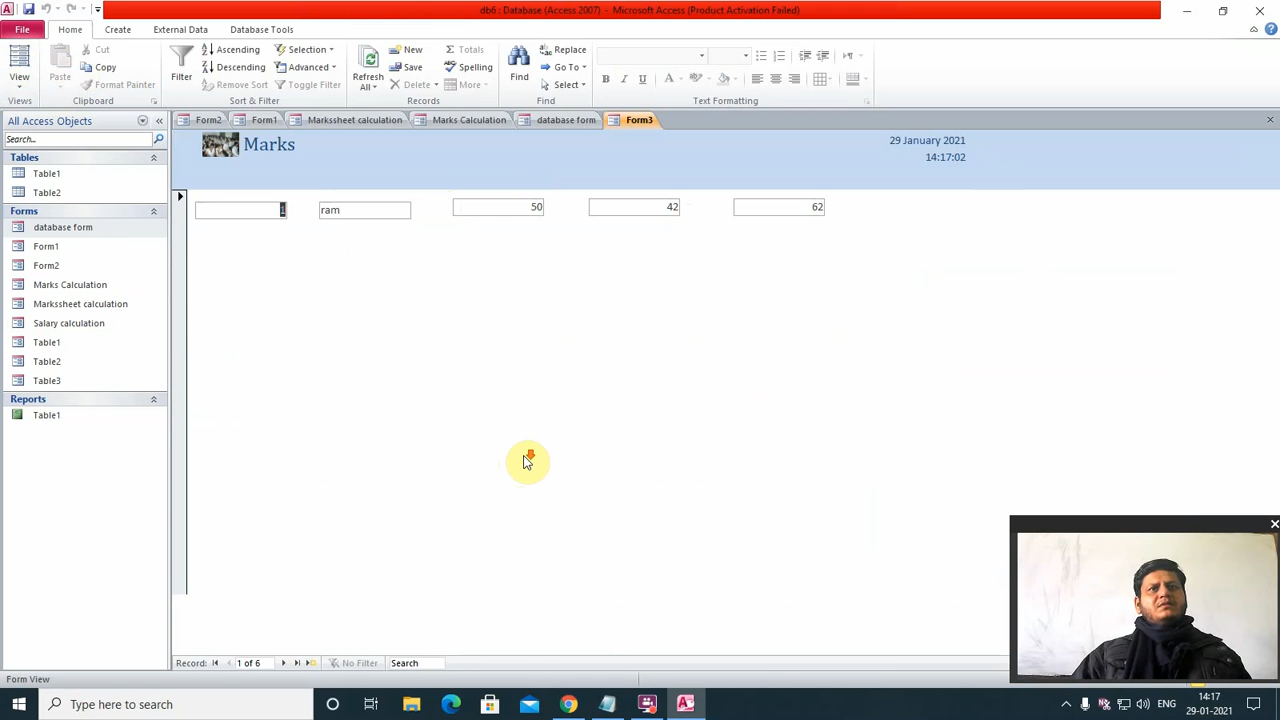 db6 : Database (Access 2007) - Microsoft Access (Product Activation Failed)
File Home Create External Data Database Tools
View
Views
Paste
Cut
Copy
Format Painter
Clipboard
Filter
Ascending
Descending
Remove Sort
Selection
Advanced
Toggle Filter
Sort & Filter
Refresh
All
New
Save
Delete
Totals
Spelling
More
Records
Find
Replace
Go To
Select
Find
B I U
A
Text Formatting
All Access Objects
Search...
Tables
Table1
Table2
Forms
database form
Form1
Form2
Marks Calculation
Markssheet calculation
Salary calculation
Table1
Table2
Table3
Reports
Table1
Form2 Form1 Markssheet calculation Marks Calculation database form Form3
Marks
29 January 2021
14:17:02
1 ram 50 42 62
Record: 1 of 6 No Filter Search
Form View
Type here to search
ENG
14:17
29-01-2021